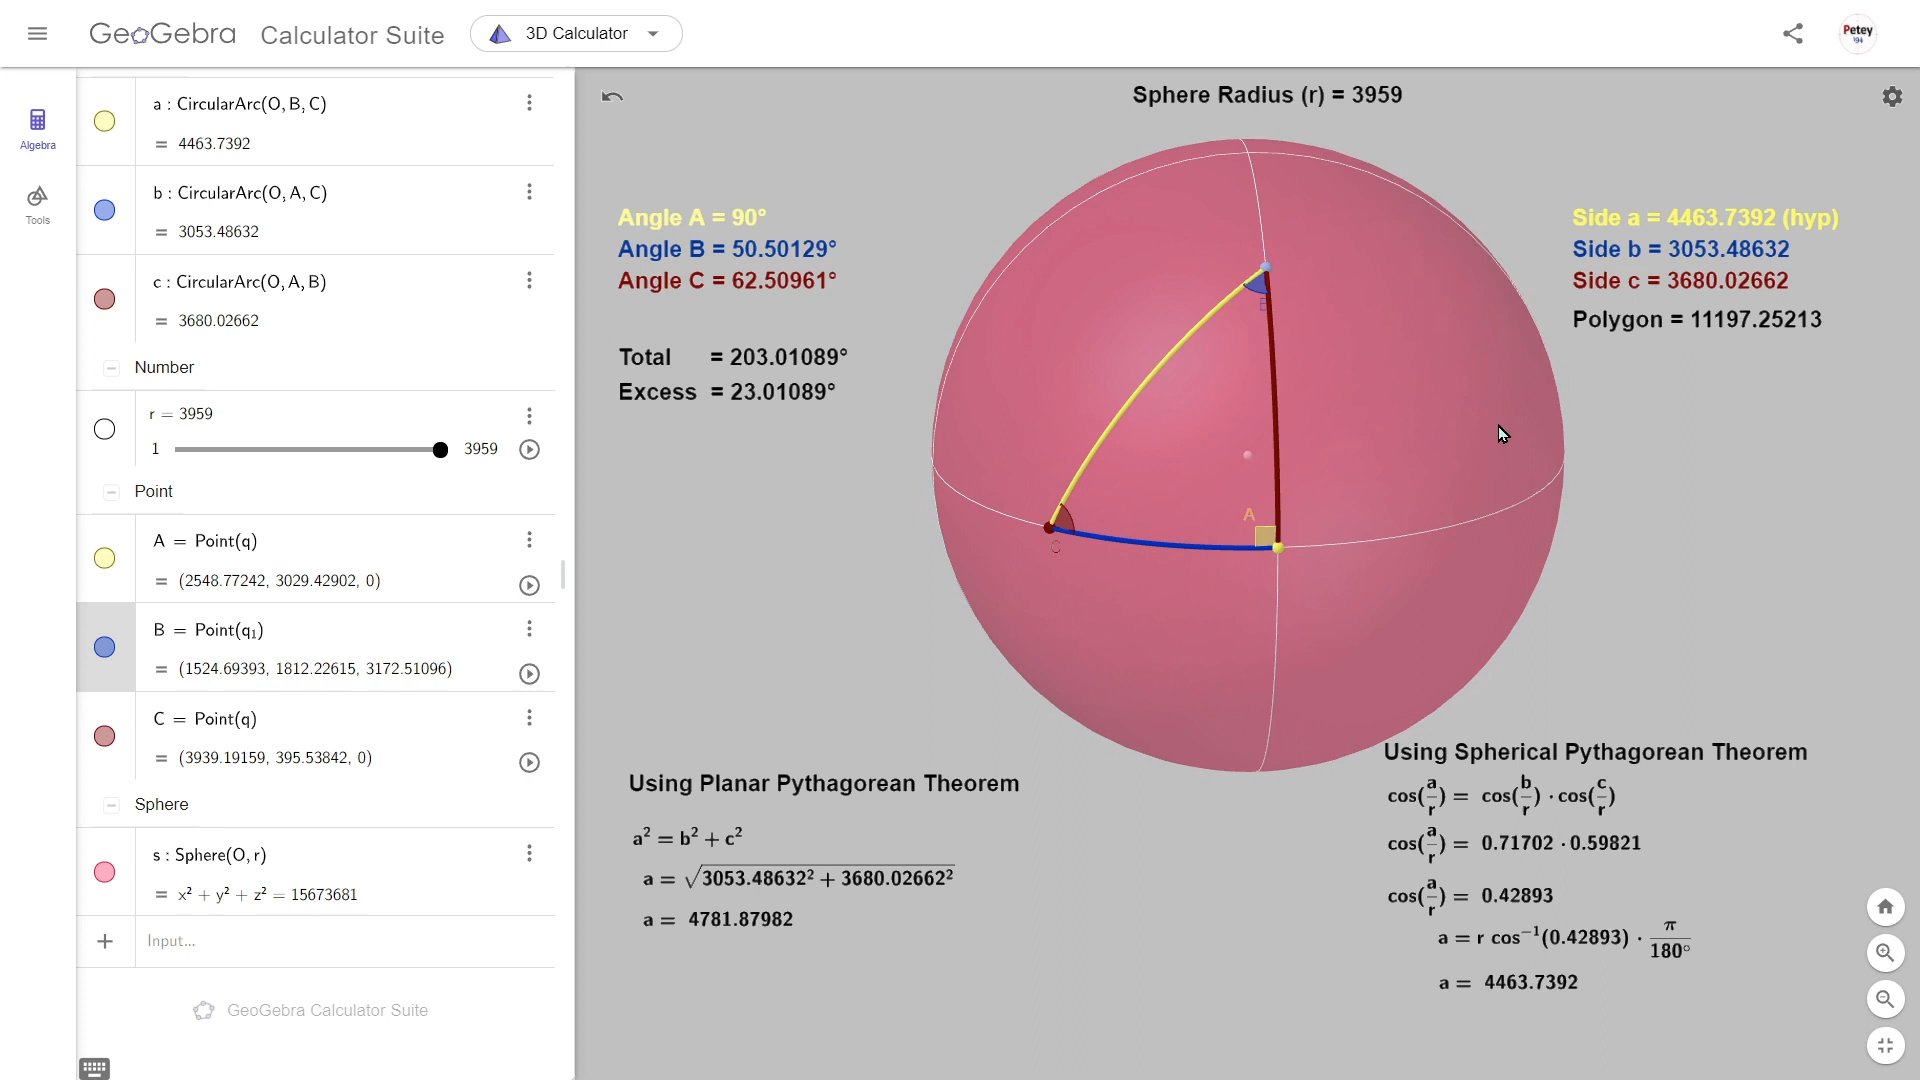 GeoGebra Calculator Suite 3D Calculator
Petey
'94
Algebra
Tools
a : CircularArc(O, B, C)
= 4463.7392
b : CircularArc(O, A, C)
= 3053.48632
c : CircularArc(O, A, B)
= 3680.02662
Number
r = 3959
1 3959
Point
A = Point(q)
= (2548.77242, 3029.42902, 0)
B = Point(q₁)
= (1524.69393, 1812.22615, 3172.51096)
C = Point(q)
= (3939.19159, 395.53842, 0)
Sphere
s : Sphere(O, r)
= x² + y² + z² = 15673681
Input...
GeoGebra Calculator Suite
Sphere Radius (r) = 3959
Angle A = 90°
Angle B = 50.50129°
Angle C = 62.50961°
Total = 203.01089°
Excess = 23.01089°
Side a = 4463.7392 (hyp)
Side b = 3053.48632
Side c = 3680.02662
Polygon = 11197.25213
B
A
C
Using Planar Pythagorean Theorem
a² = b² + c²
a = √3053.48632² + 3680.02662²
a = 4781.87982
Using Spherical Pythagorean Theorem
cos(a/r) = cos(b/r) · cos(c/r)
cos(a/r) = 0.71702 · 0.59821
cos(a/r) = 0.42893
a = r cos⁻¹(0.42893) · π/180°
a = 4463.7392